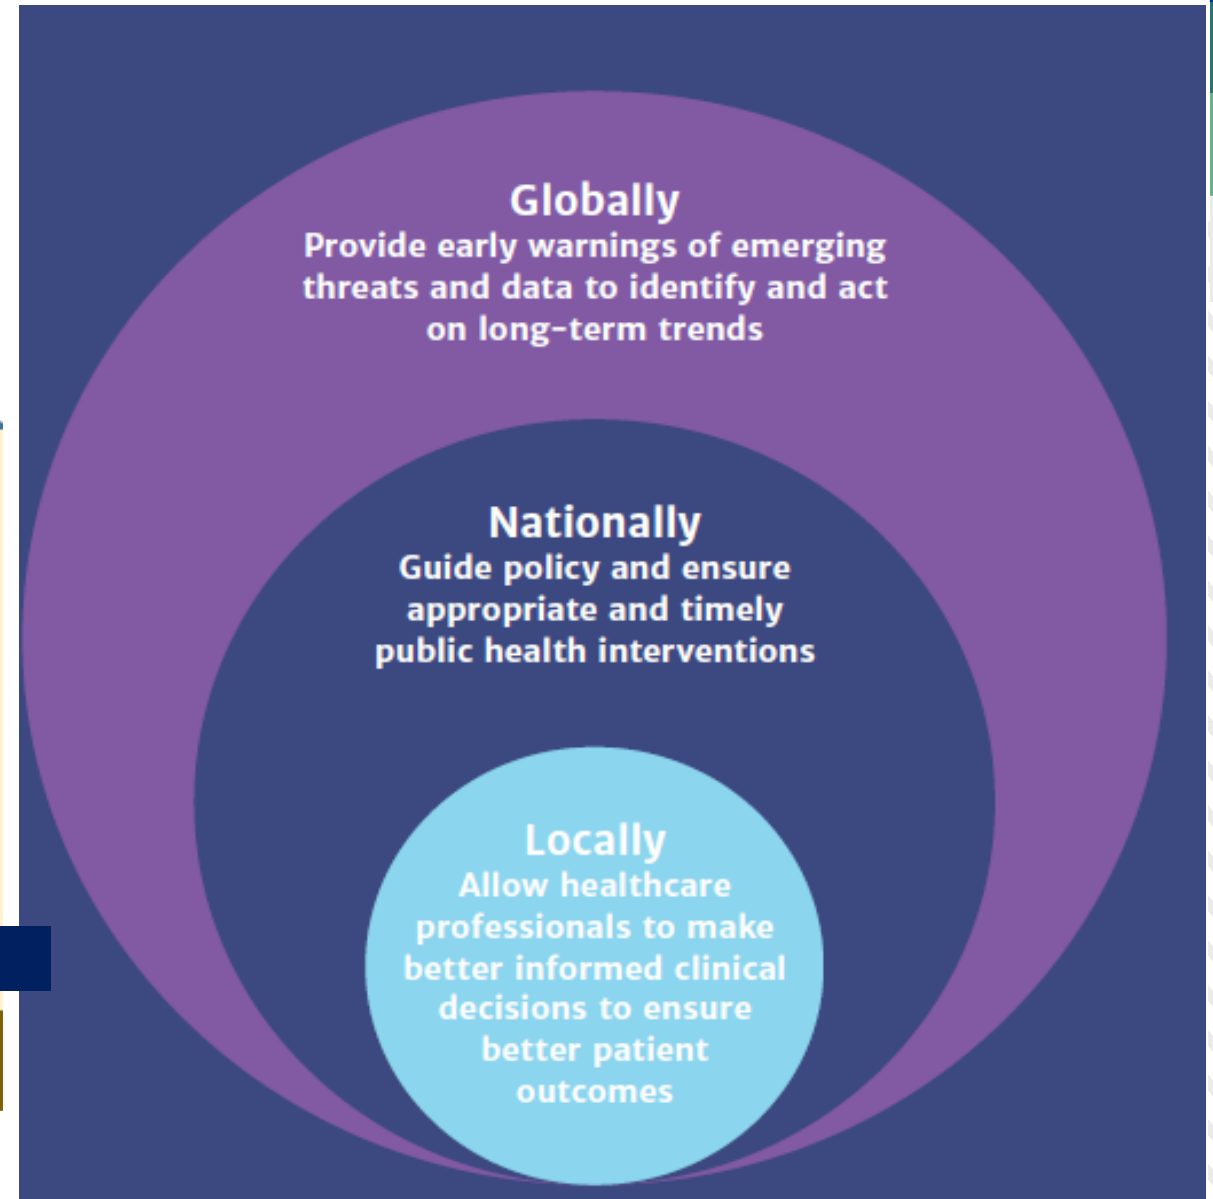 Globally
Provide early warnings of emerging
threats and data to identify and act
on long-term trends
Nationally
Guide policy and ensure
appropriate and timely
public health interventions
Locally
Allow healthcare
professionals to make
better informed clinical
decisions to ensure
better patient
outcomes